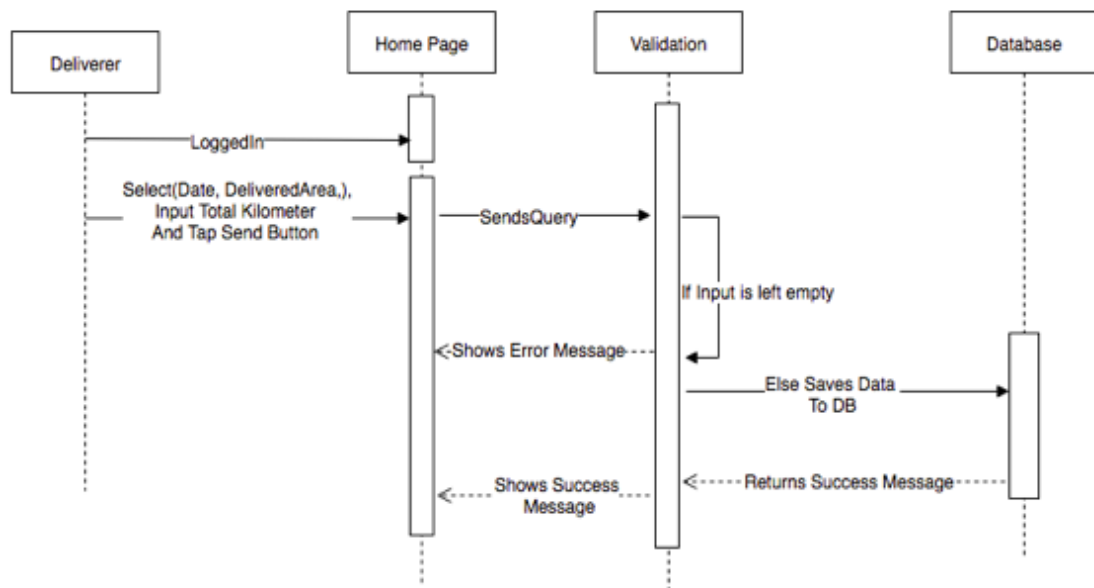 Deliverer
Home Page
Validation
Database
LoggedIn
Select(Date, DeliveredArea,),
Input Total Kilometer
And Tap Send Button
SendsQuery
If Input is left empty
Shows Error Message
Else Saves Data
To DB
Returns Success Message
Shows Success
Message